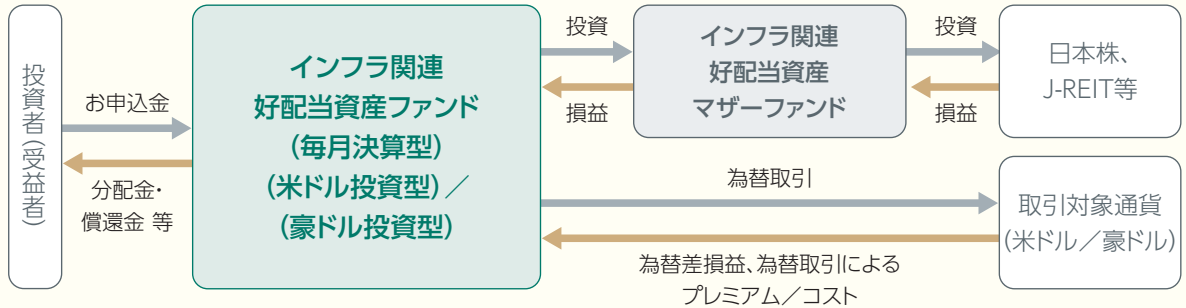 投資者(受益者)
お申込金
分配金・
償還金 等
インフラ関連
好配当資産ファンド
(毎月決算型)
(米ドル投資型)／
(豪ドル投資型)
投資
損益
インフラ関連
好配当資産
マザーファンド
投資
損益
日本株、
J-REIT等
為替取引
為替差損益、為替取引による
プレミアム／コスト
取引対象通貨
(米ドル／豪ドル)